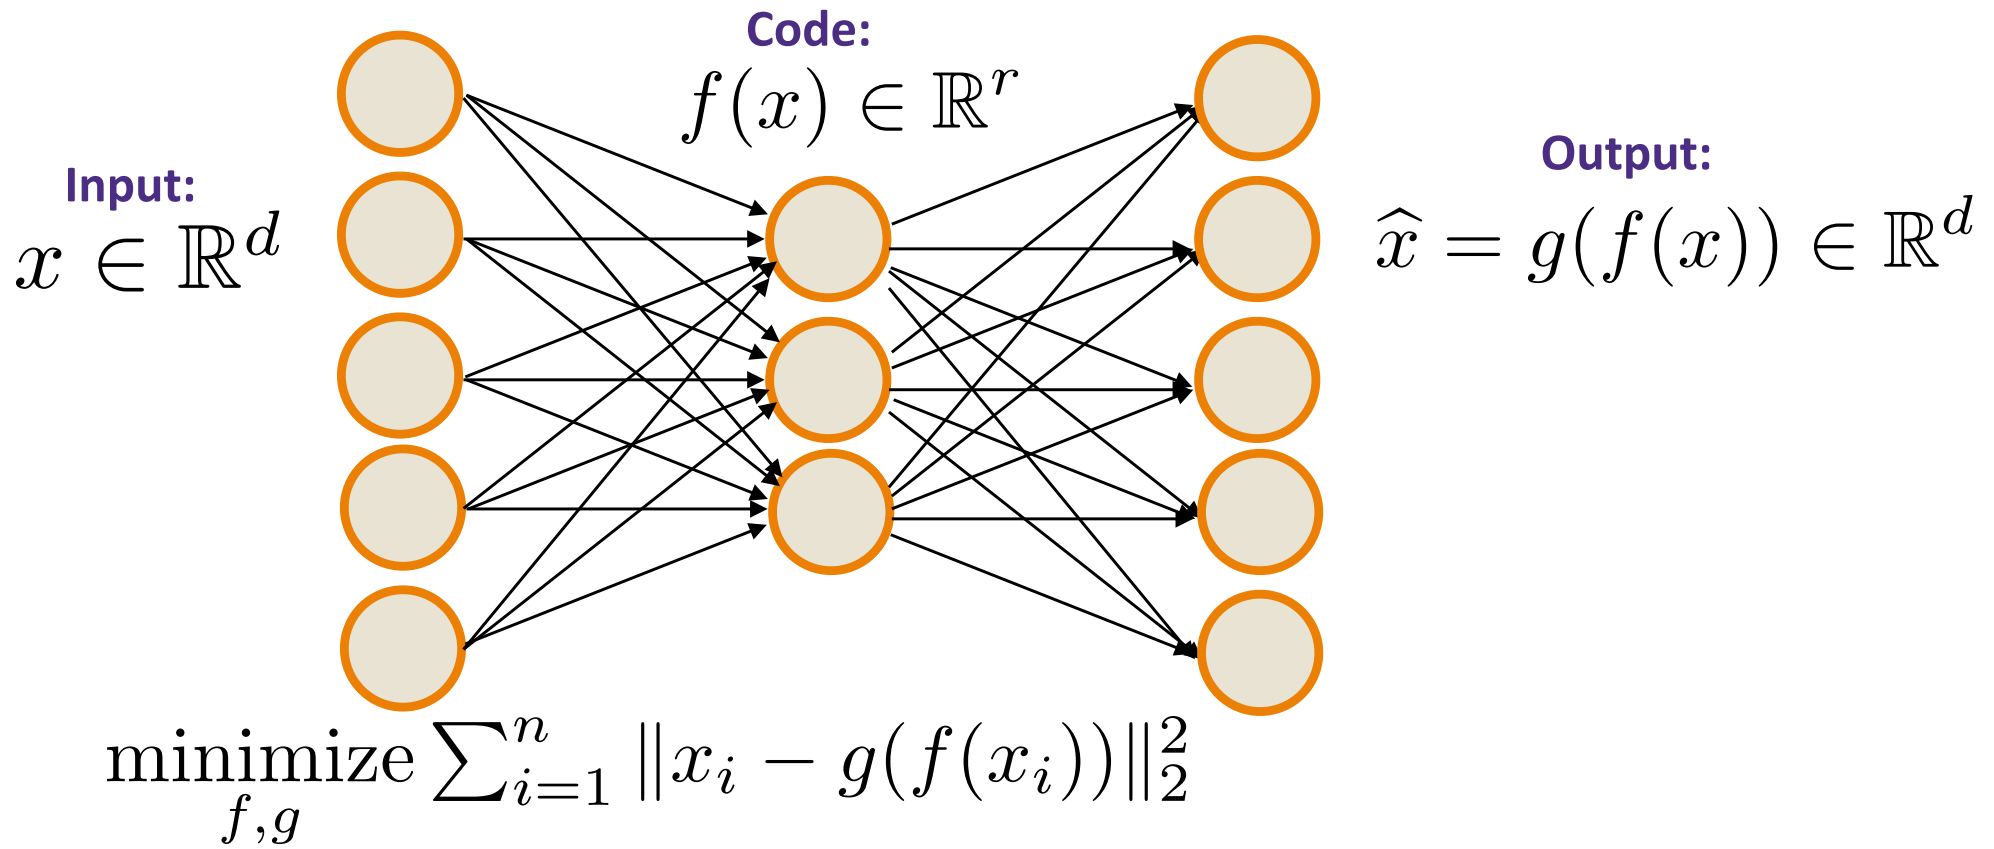 Input:
x ∈ ℝ^d
Code:
f(x) ∈ ℝ^r
Output:
x̂ = g(f(x)) ∈ ℝ^d
minimize_{f,g} ∑_{i=1}^n ‖x_i − g(f(x_i))‖_2^2